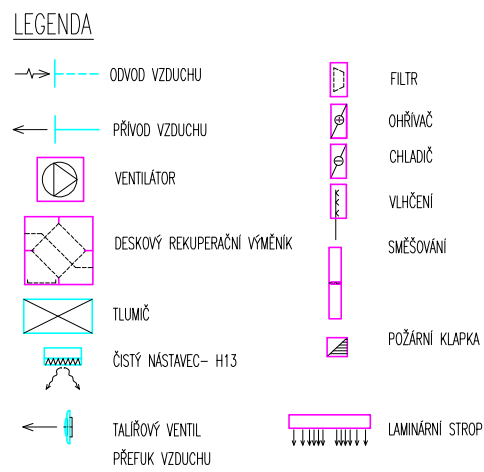 LEGENDA
ODVOD VZDUCHU
PŘÍVOD VZDUCHU
VENTILÁTOR
DESKOVÝ REKUPERAČNÍ VÝMĚNÍK
TLUMIČ
ČISTÝ NÁSTAVEC- H13
TALÍŘOVÝ VENTIL
PŘEFUK VZDUCHU
FILTR
OHŘÍVAČ
CHLADIČ
VLHČENÍ
SMĚŠOVÁNÍ
POŽÁRNÍ KLAPKA
LAMINÁRNÍ STROP